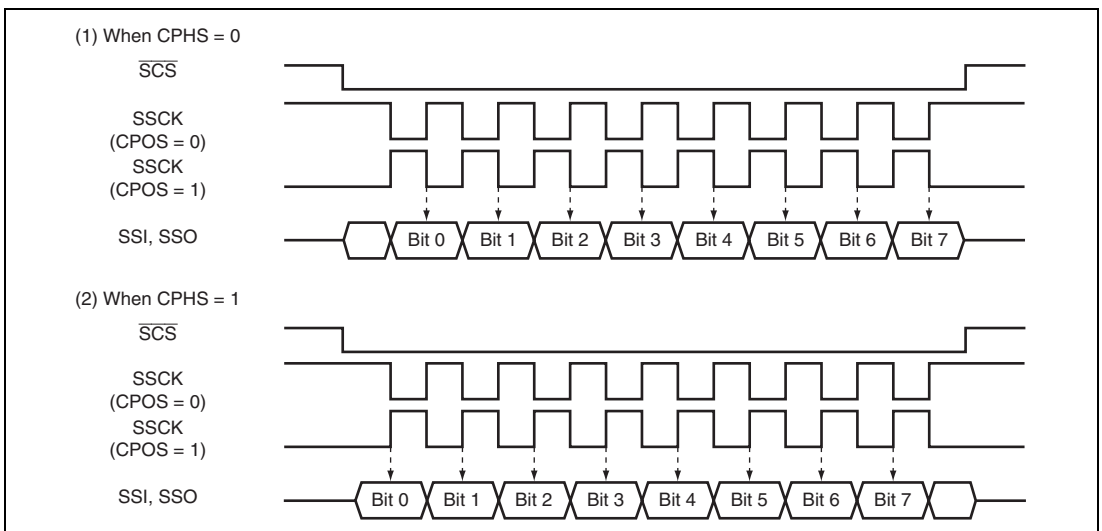 (1) When CPHS = 0
SCS
SSCK
(CPOS = 0)
SSCK
(CPOS = 1)
SSI, SSO
Bit 0 Bit 1 Bit 2 Bit 3 Bit 4 Bit 5 Bit 6 Bit 7
(2) When CPHS = 1
SCS
SSCK
(CPOS = 0)
SSCK
(CPOS = 1)
SSI, SSO
Bit 0 Bit 1 Bit 2 Bit 3 Bit 4 Bit 5 Bit 6 Bit 7